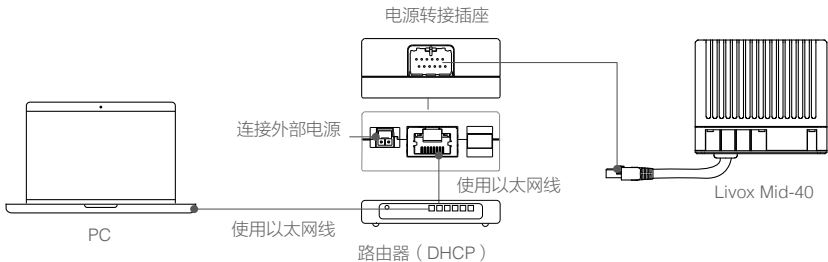 电源转接插座
连接外部电源
使用以太网线
Livox Mid-40
使用以太网线
PC
路由器（DHCP）